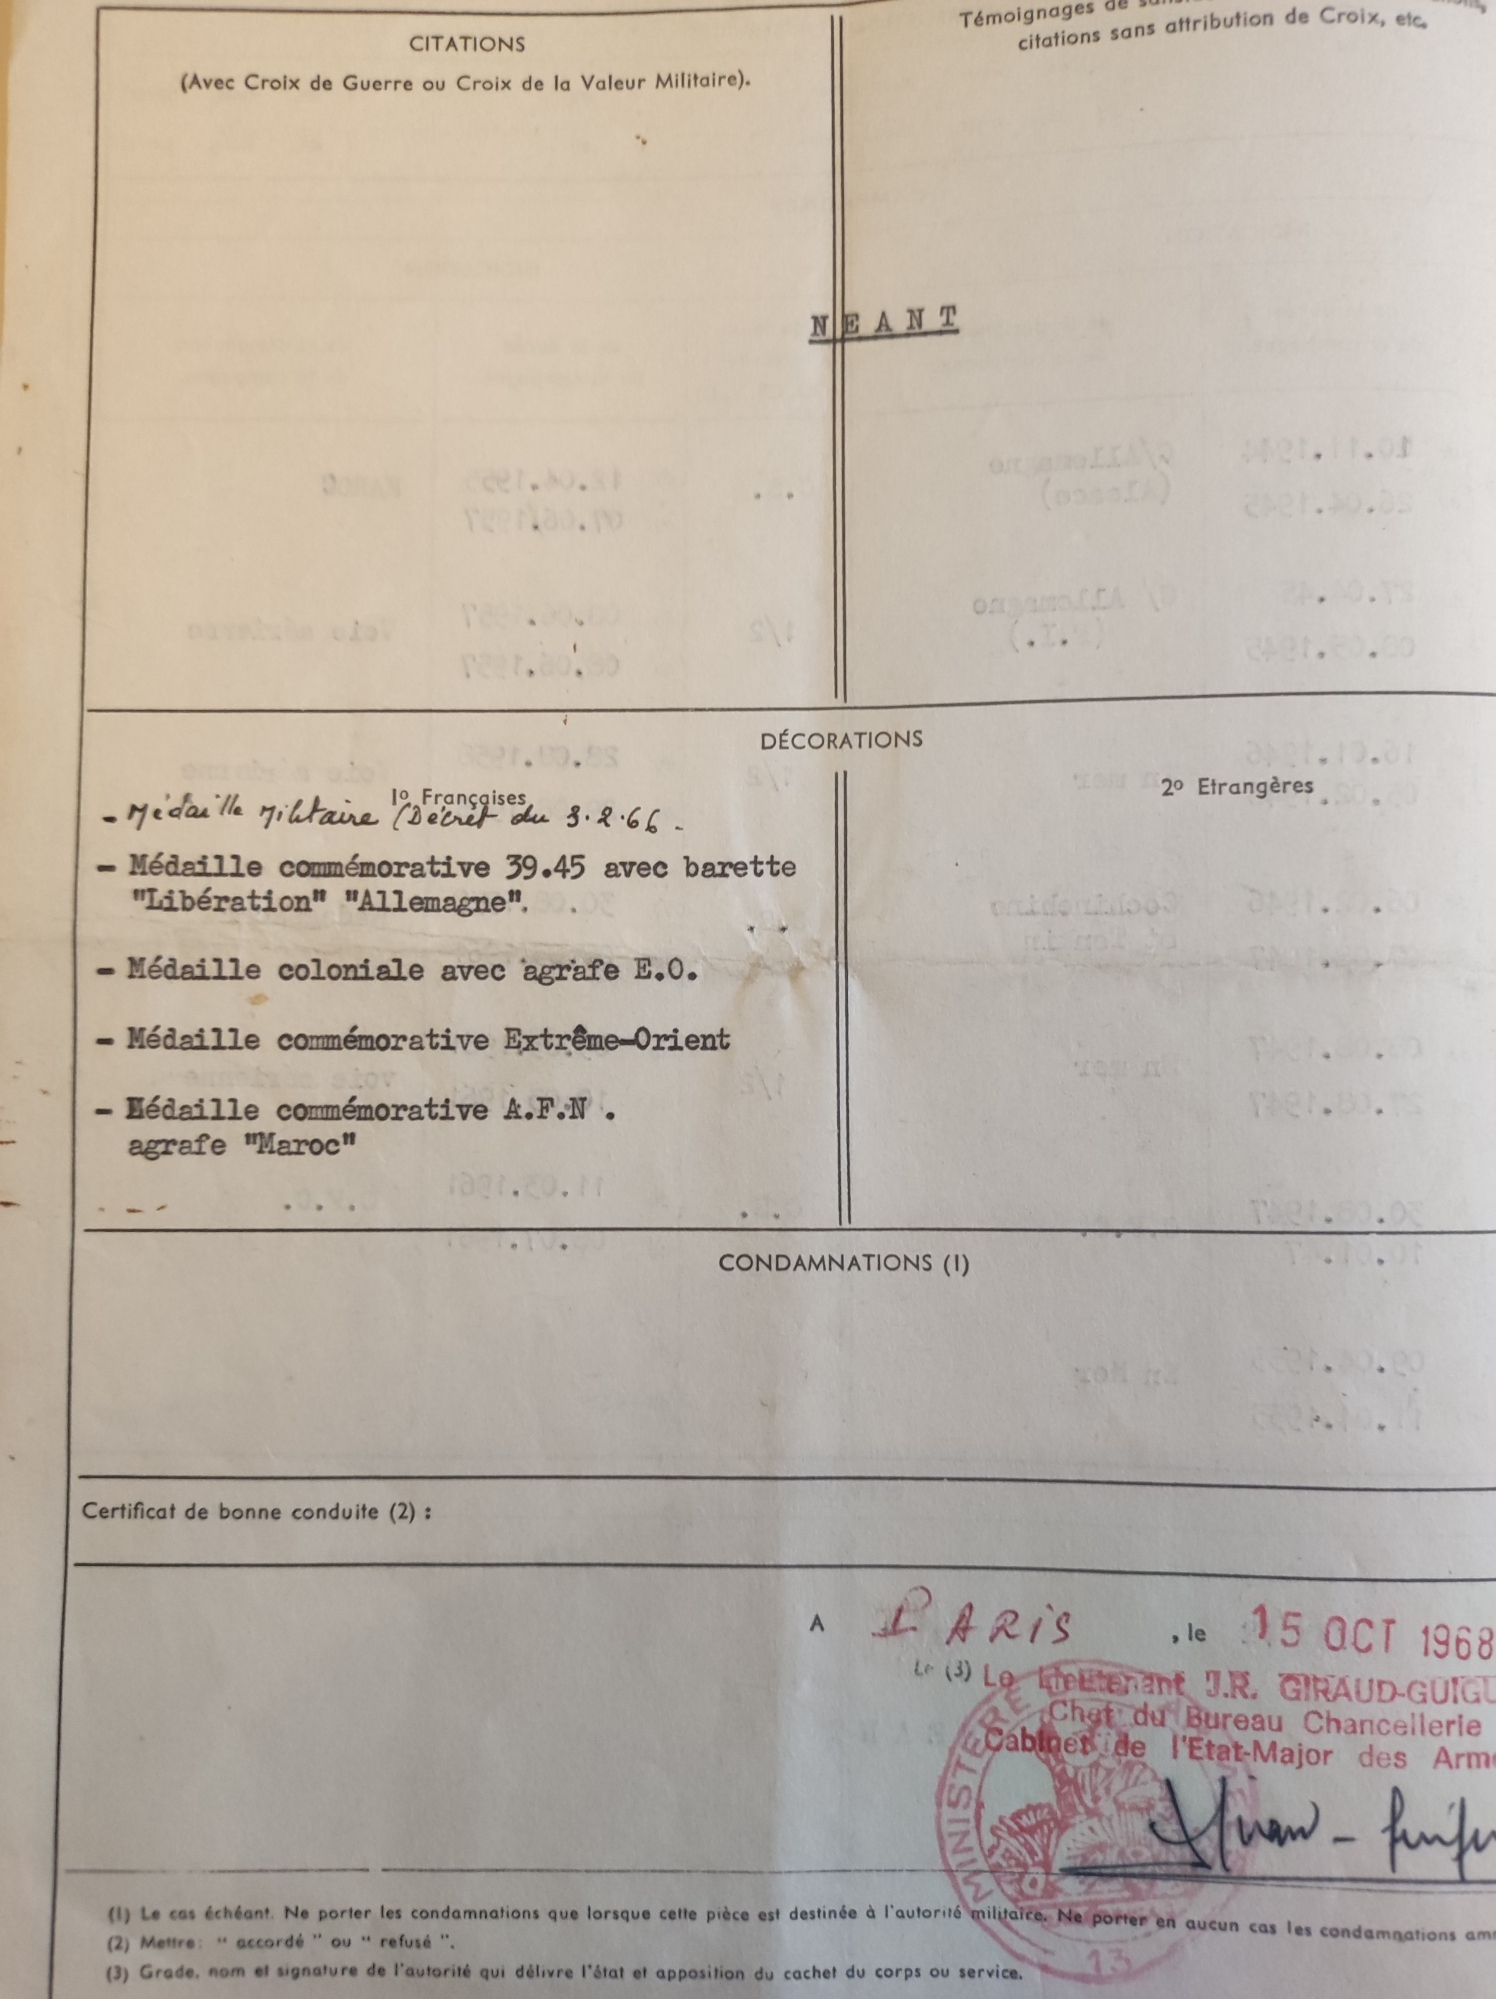 CITATIONS
(Avec Croix de Guerre ou Croix de la Valeur Militaire).
Témoignages de
citations sans attribution de Croix, etc.
NEANT
DÉCORATIONS
1º Françaises
2º Etrangères
- Médaille Militaire (Décret du 3.2.66 -
- Médaille commémorative 39.45 avec barette
"Libération" "Allemagne".
- Médaille coloniale avec agrafe E.O.
- Médaille commémorative Extrême-Orient
- Médaille commémorative A.F.N .
agrafe "Maroc"
CONDAMNATIONS (1)
Certificat de bonne conduite (2) :
A PARIS , le 15 OCT 1968
Le (3) Le Lieutenant J.R. GIRAUD-GUIGU
Chef du Bureau Chancellerie
Cabinet de l'Etat-Major des Arm
MINISTERE
13
(1) Le cas échéant. Ne porter les condamnations que lorsque cette pièce est destinée à l'autorité militaire. Ne porter en aucun cas les condamnations am
(2) Mettre : " accordé " ou " refusé ".
(3) Grade, nom et signature de l'autorité qui délivre l'état et apposition du cachet du corps ou service.